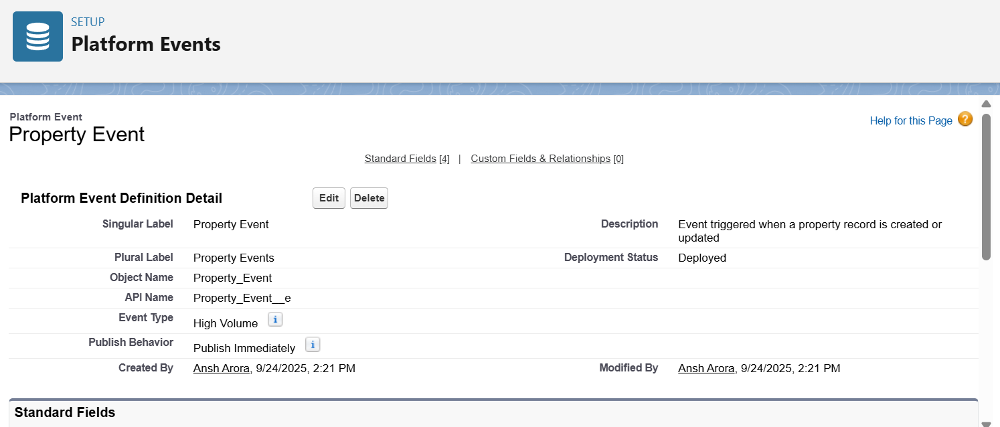 SETUP
Platform Events
Platform Event
Property Event
Help for this Page ?
Standard Fields [4] | Custom Fields & Relationships [0]
Platform Event Definition Detail Edit Delete
Singular Label Property Event Description Event triggered when a property record is created or
updated
Plural Label Property Events Deployment Status Deployed
Object Name Property_Event
API Name Property_Event__e
Event Type High Volume i
Publish Behavior Publish Immediately i
Created By Ansh Arora, 9/24/2025, 2:21 PM Modified By Ansh Arora, 9/24/2025, 2:21 PM
Standard Fields